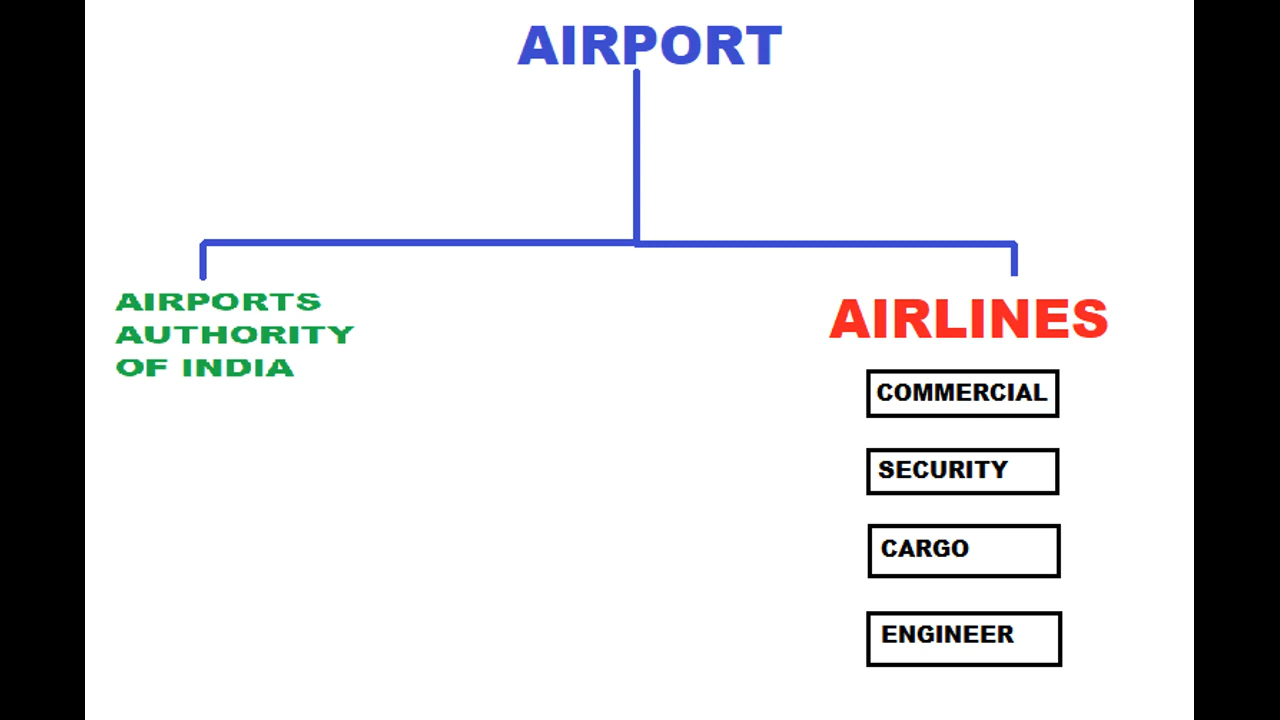 AIRPORT
AIRPORTS
AUTHORITY
OF INDIA
AIRLINES
COMMERCIAL
SECURITY
CARGO
ENGINEER